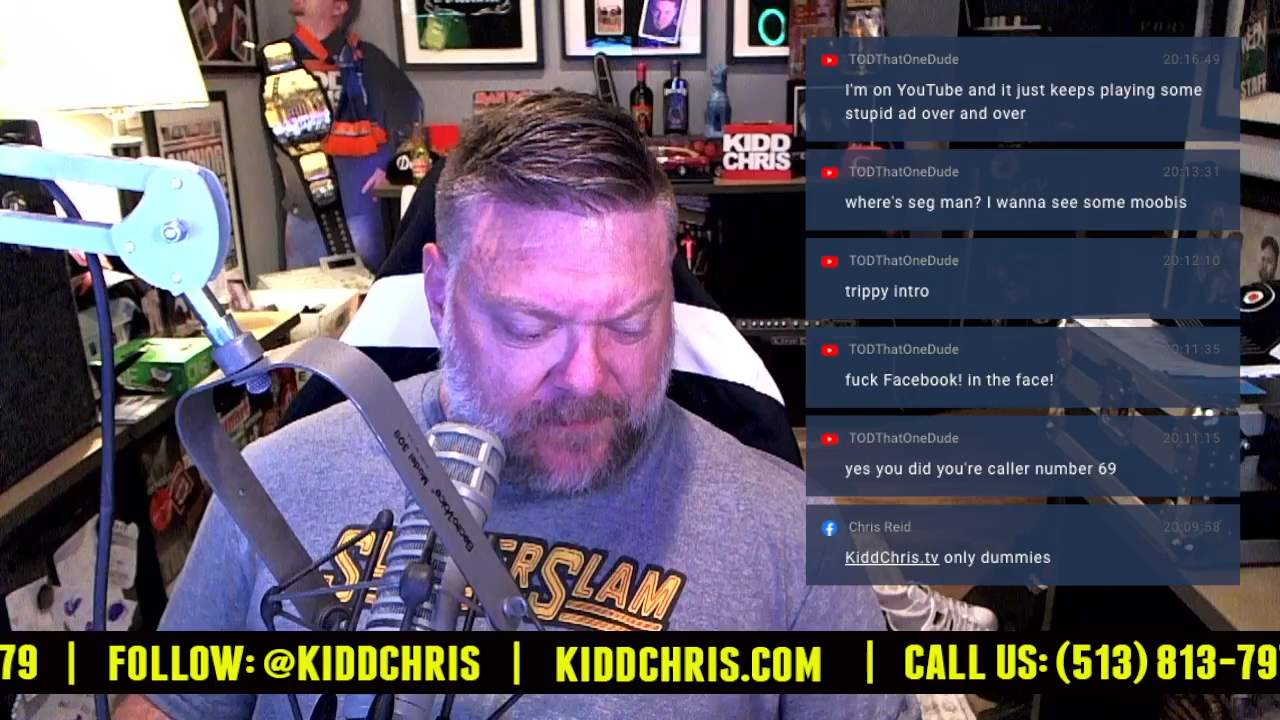 TODThatOneDude 20:16:49
I'm on YouTube and it just keeps playing some
stupid ad over and over
TODThatOneDude 20:13:31
where's seg man? I wanna see some moobis
TODThatOneDude 20:12:10
trippy intro
TODThatOneDude 20:11:35
fuck Facebook! in the face!
TODThatOneDude 20:11:15
yes you did you're caller number 69
Chris Reid 20:09:58
KiddChris.tv only dummies
KIDD
CHRIS
Model 309
79 | FOLLOW: @KIDDCHRIS | KIDDCHRIS.COM | CALL US: (513) 813-79